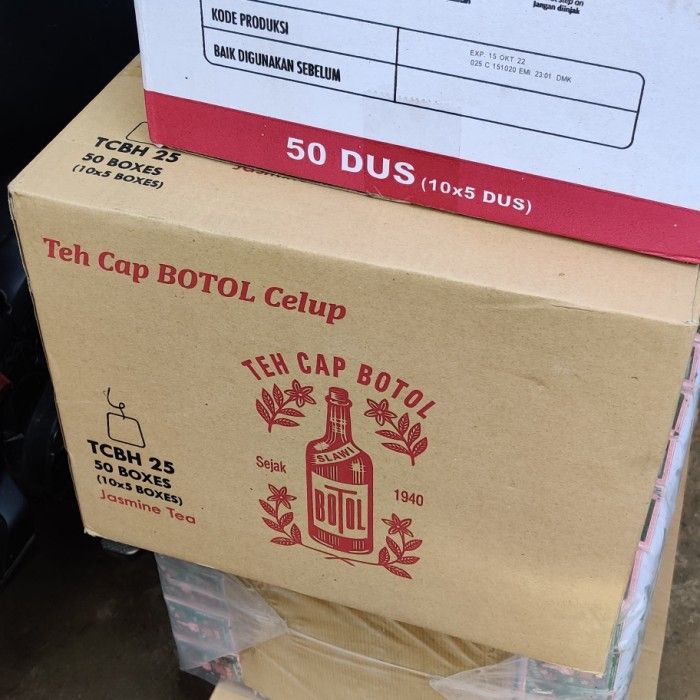 Jangan diinjak
KODE PRODUKSI
EXP. 15 OKT 22
025 C 151020 EMI 23:01 DMK
BAIK DIGUNAKAN SEBELUM
50 DUS (10x5 DUS)
TCBH 25
50 BOXES
(10x5 BOXES)
Teh Cap BOTOL Celup
TEH CAP BOTOL
SLAWI
Sejak
1940
BOTOL
TCBH 25
50 BOXES
(10x5 BOXES)
Jasmine Tea